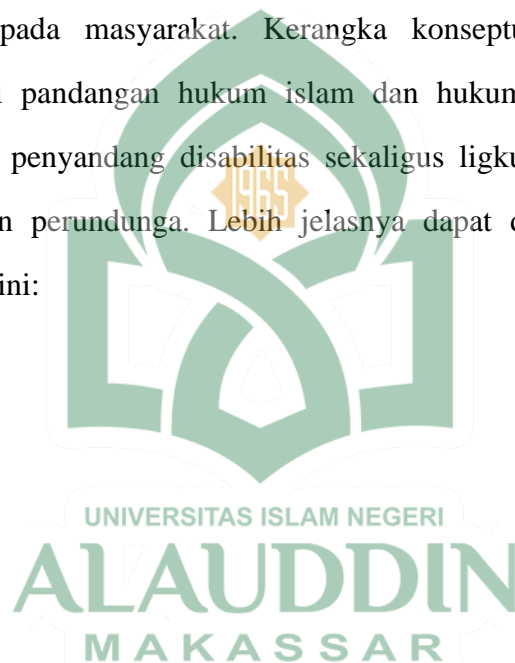 pada masyarakat. Kerangka konseptu
pandangan hukum islam dan hukum
penyandang disabilitas sekaligus ligku
n perundunga. Lebih jelasnya dapat d
ini:
1965
UNIVERSITAS ISLAM NEGERI
ALAUDDIN
MAKASSAR